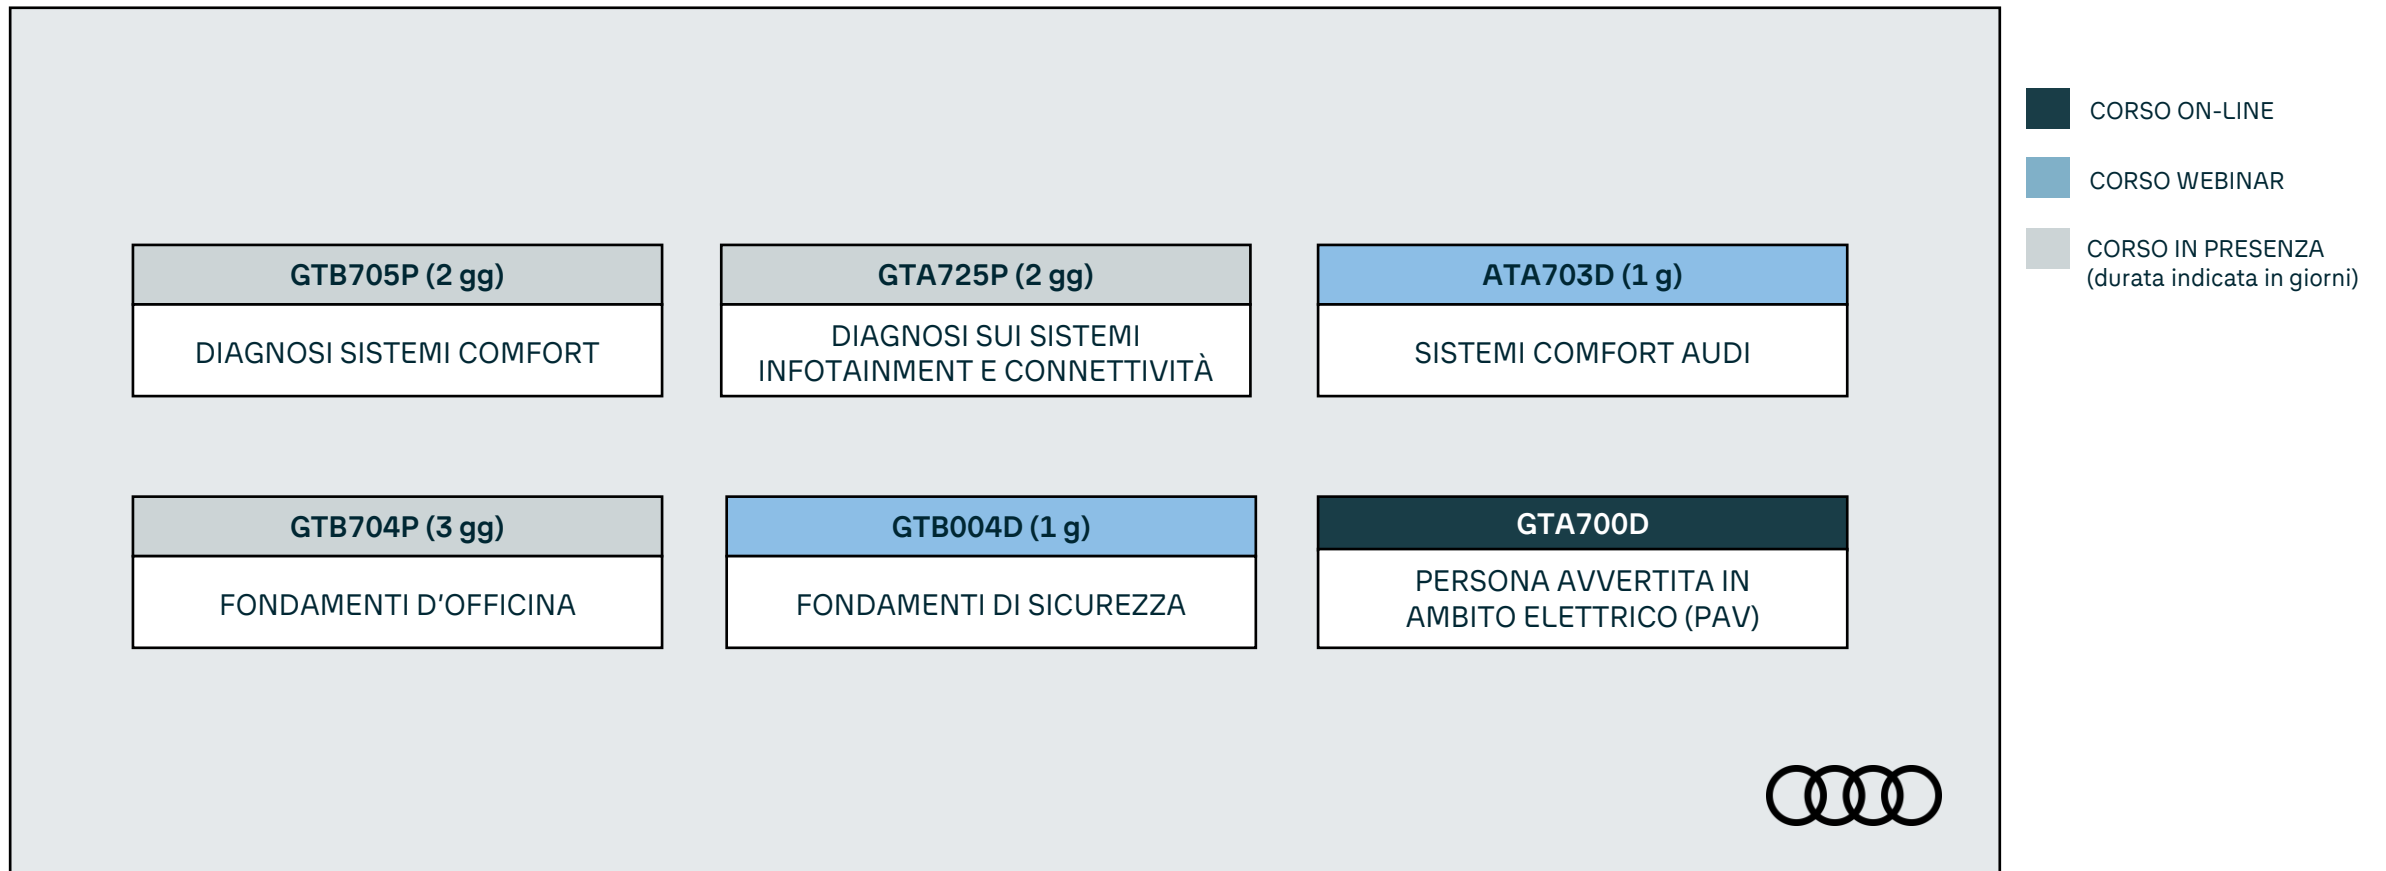 GTB705P (2 gg)
DIAGNOSI SISTEMI COMFORT
GTA725P (2 gg)
DIAGNOSI SUI SISTEMI
INFOTAINMENT E CONNETTIVITÀ
ATA703D (1 g)
SISTEMI COMFORT AUDI
GTB704P (3 gg)
FONDAMENTI D’OFFICINA
GTB004D (1 g)
FONDAMENTI DI SICUREZZA
GTA700D
PERSONA AVVERTITA IN
AMBITO ELETTRICO (PAV)
CORSO ON-LINE
CORSO WEBINAR
CORSO IN PRESENZA
(durata indicata in giorni)